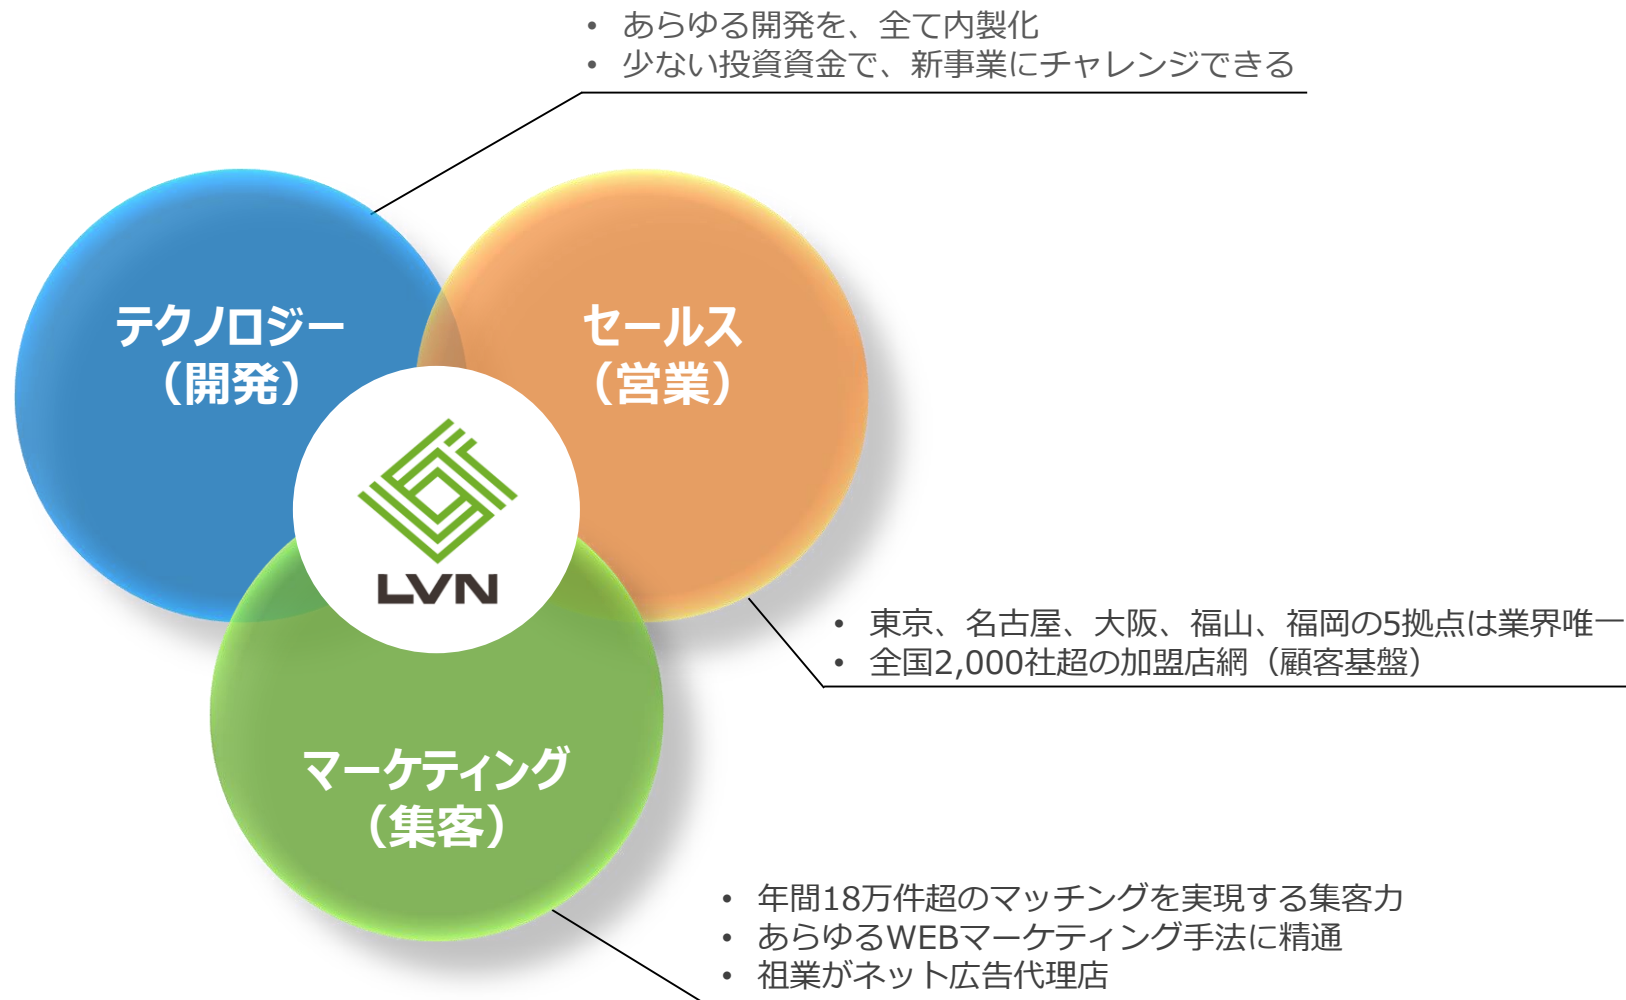 • あらゆる開発を、全て内製化
• 少ない投資資金で、新事業にチャレンジできる
テクノロジー
（開発）
セールス
（営業）
LVN
• 東京、名古屋、大阪、福山、福岡の5拠点は業界唯一
• 全国2,000社超の加盟店網（顧客基盤）
マーケティング
（集客）
• 年間18万件超のマッチングを実現する集客力
• あらゆるWEBマーケティング手法に精通
• 祖業がネット広告代理店